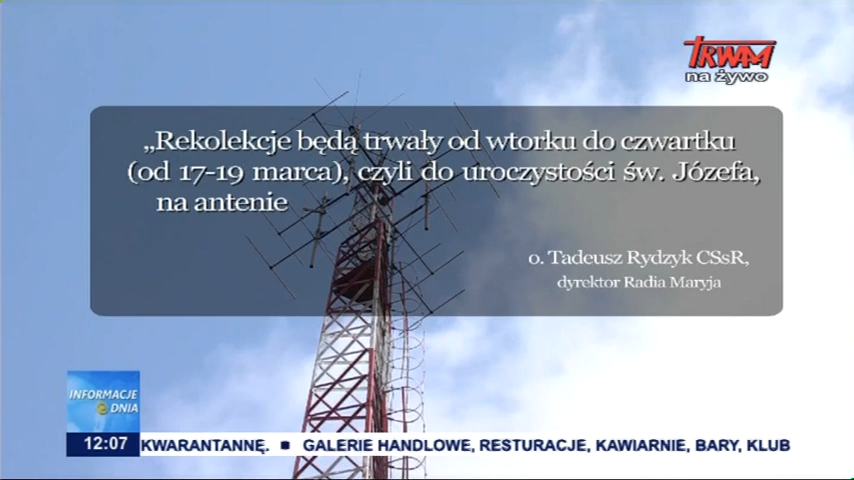 TRWAM
na żywo
„Rekolekcje będą trwały od wtorku do czwartku
(od 17-19 marca), czyli do uroczystości św. Józefa,
na antenie
o. Tadeusz Rydzyk CSsR,
dyrektor Radia Maryja
INFORMACJE
DNIA
12:07 KWARANTANNĘ. ■ GALERIE HANDLOWE, RESTURACJE, KAWIARNIE, BARY, KLUB